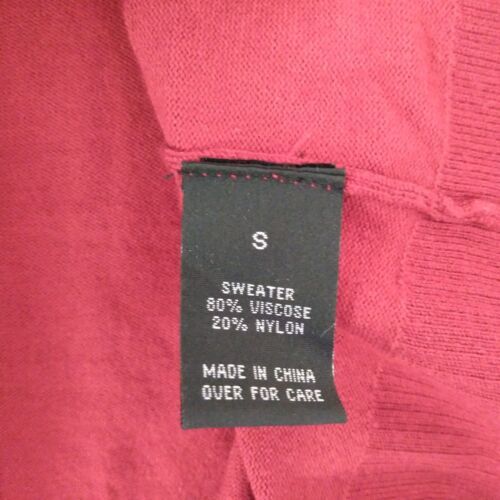 S
SWEATER
80% VISCOSE
20% NYLON
MADE IN CHINA
OVER FOR CARE